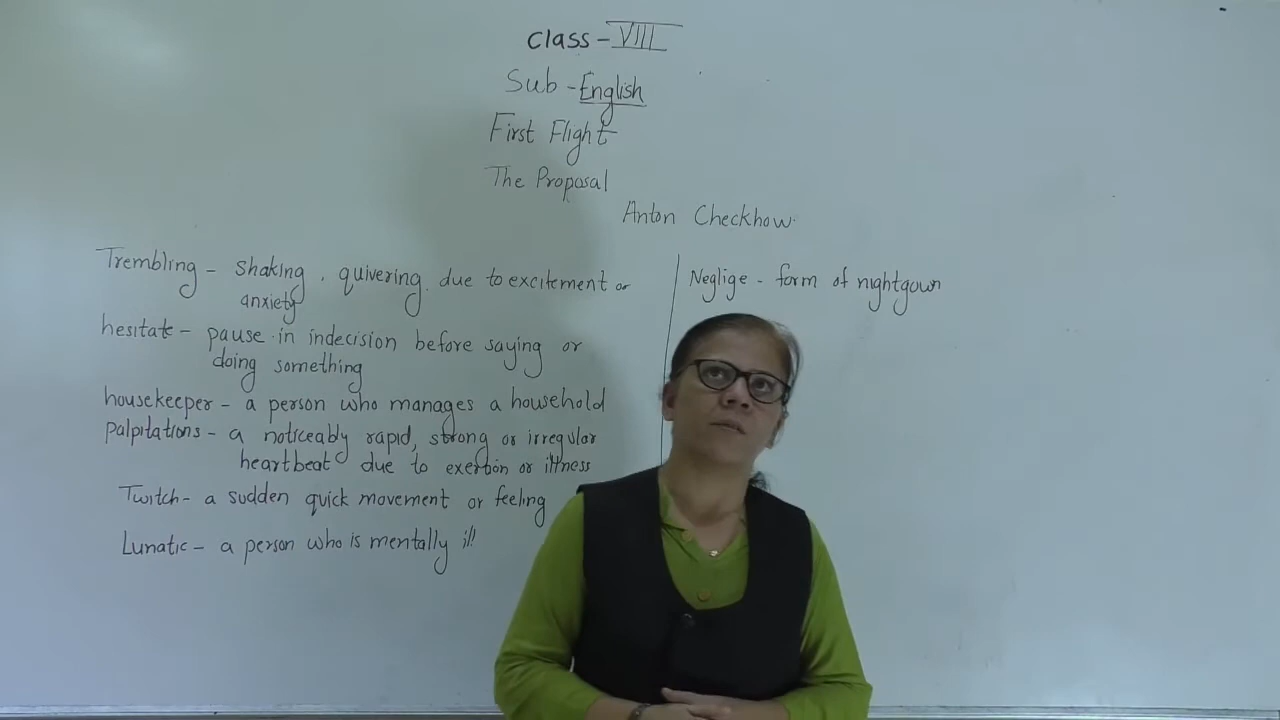 Class - VIII
Sub - English
First Flight
The Proposal
Anton Checkhow.
Trembling - shaking, quivering due to excitement or
anxiety
hesitate - pause in indecision before saying or
doing something
housekeeper - a person who manages a household
Palpitations - a noticeably rapid, strong or irregular
heartbeat due to exertion or illness
Twitch - a sudden quick movement or feeling
Lunatic - a person who is mentally ill
Neglige - form of nightgown